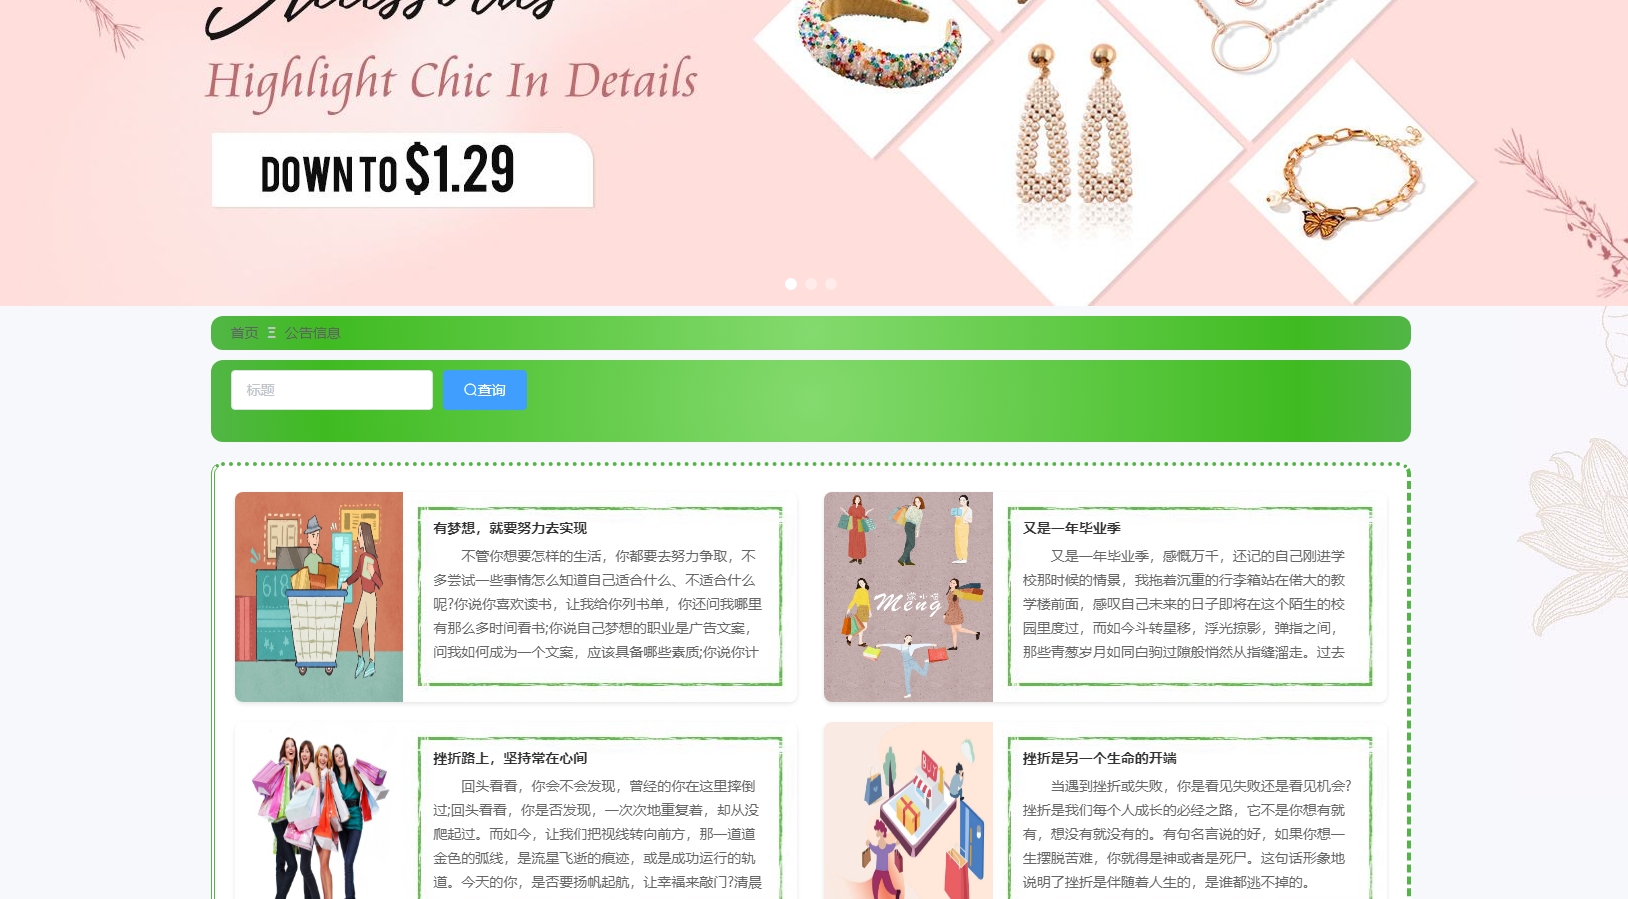 Accessories
Highlight Chic In Details
DOWN TO $1.29
首页 Ξ 公告信息
标题 查询
有梦想，就要努力去实现
不管你想要怎样的生活，你都要去努力争取，不
多尝试一些事情怎么知道自己适合什么、不适合什么
呢?你说你喜欢读书，让我给你列书单，你还问我哪里
有那么多时间看书;你说自己梦想的职业是广告文案，
问我如何成为一个文案，应该具备哪些素质;你说你计
618
又是一年毕业季
又是一年毕业季，感慨万千，还记的自己刚进学
校那时候的情景，我拖着沉重的行李箱站在偌大的教
学楼前面，感叹自己未来的日子即将在这个陌生的校
园里度过，而如今斗转星移，浮光掠影，弹指之间，
那些青葱岁月如同白驹过隙般悄然从指缝溜走。过去
Meng
挫折路上，坚持常在心间
回头看看，你会不会发现，曾经的你在这里摔倒
过;回头看看，你是否发现，一次次地重复着，却从没
爬起过。而如今，让我们把视线转向前方，那一道道
金色的弧线，是流星飞逝的痕迹，或是成功运行的轨
道。今天的你，是否要扬帆起航，让幸福来敲门?清晨
挫折是另一个生命的开端
当遇到挫折或失败，你是看见失败还是看见机会?
挫折是我们每个人成长的必经之路，它不是你想有就
有，想没有就没有的。有句名言说的好，如果你想一
生摆脱苦难，你就得是神或者是死尸。这句话形象地
说明了挫折是伴随着人生的，是谁都逃不掉的。
BUY